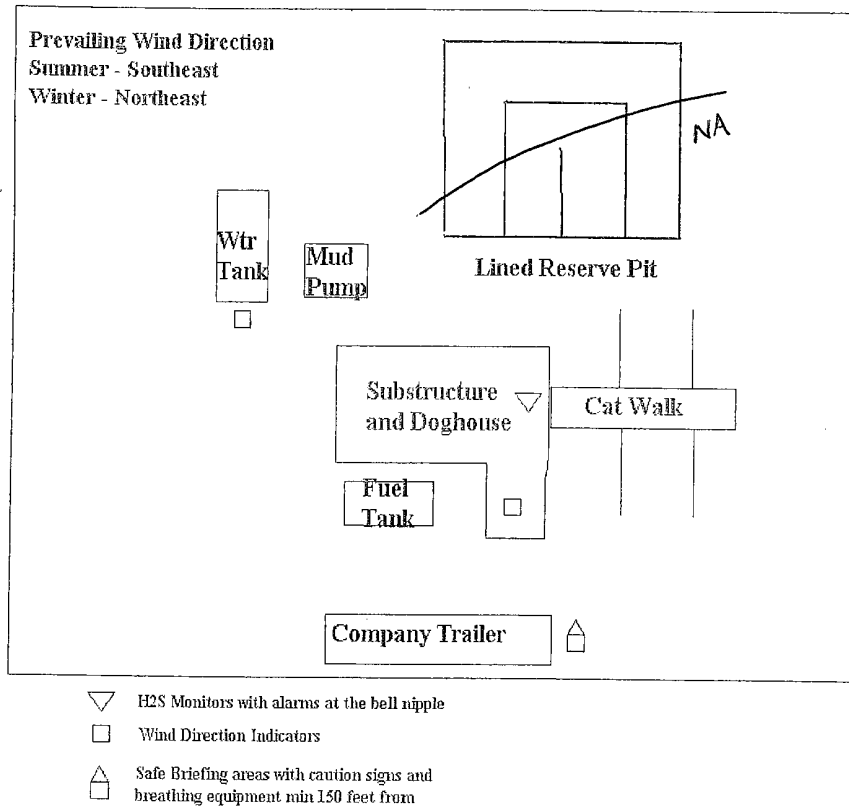 Prevailing Wind Direction
Summer - Southeast
Winter - Northeast
NA
Wtr
Tank
Mud
Pump
Lined Reserve Pit
Substructure
and Doghouse
Cat Walk
Fuel
Tank
Company Trailer
H2S Monitors with alarms at the bell nipple
Wind Direction Indicators
Safe Briefing areas with caution signs and
breathing equipment min 150 feet from